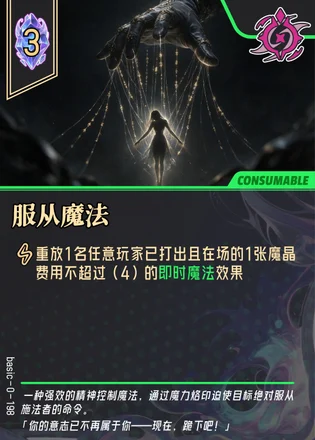 3
CONSUMABLE
服从魔法
重放1名任意玩家已打出且在场的1张魔晶
费用不超过（4）的即时魔法效果
basic-0-198
一种强效的精神控制魔法，通过魔力烙印迫使目标绝对服从
施法者的命令。
「你的意志已不再属于你——现在，跪下吧！」